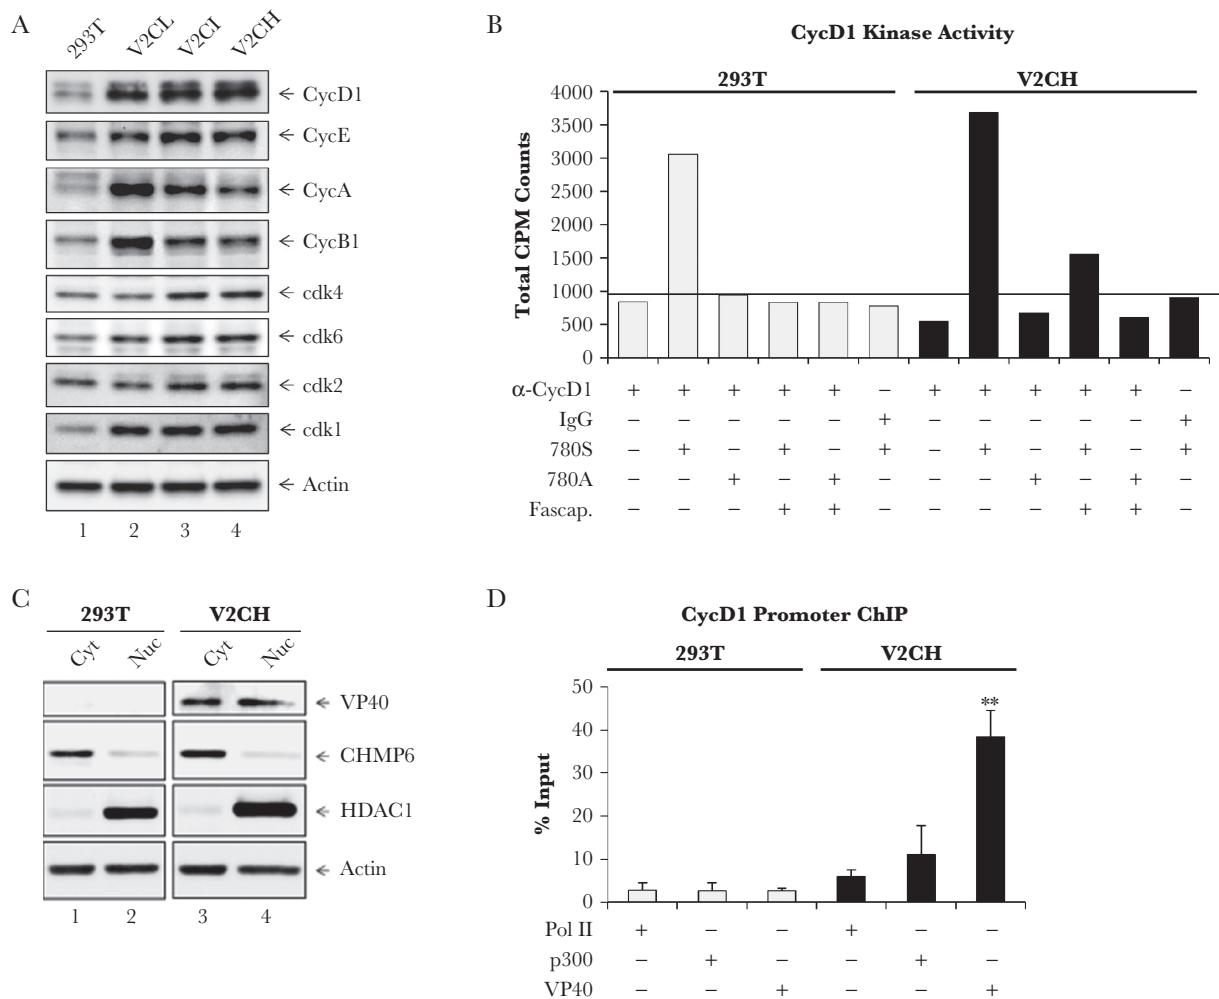 A
293T V2CL V2CI V2CH
← CycD1
← CycE
← CycA
← CycB1
← cdk4
← cdk6
← cdk2
← cdk1
← Actin
1 2 3 4
B
CycD1 Kinase Activity
293T V2CH
Total CPM Counts
4000
3500
3000
2500
2000
1500
1000
500
0
α-CycD1 + + + + + − + + + + + −
IgG − − − − − + − − − − − +
780S − + − + − + − + − + − +
780A − − + − + − − − + − + −
Fascap. − − − + + − − − − + + −
C
293T V2CH
Cyt Nuc Cyt Nuc
← VP40
← CHMP6
← HDAC1
← Actin
1 2 3 4
D
CycD1 Promoter ChIP
293T V2CH
% Input
50
40
30
20
10
0
**
Pol II + − − + − −
p300 − + − − + −
VP40 − − + − − +